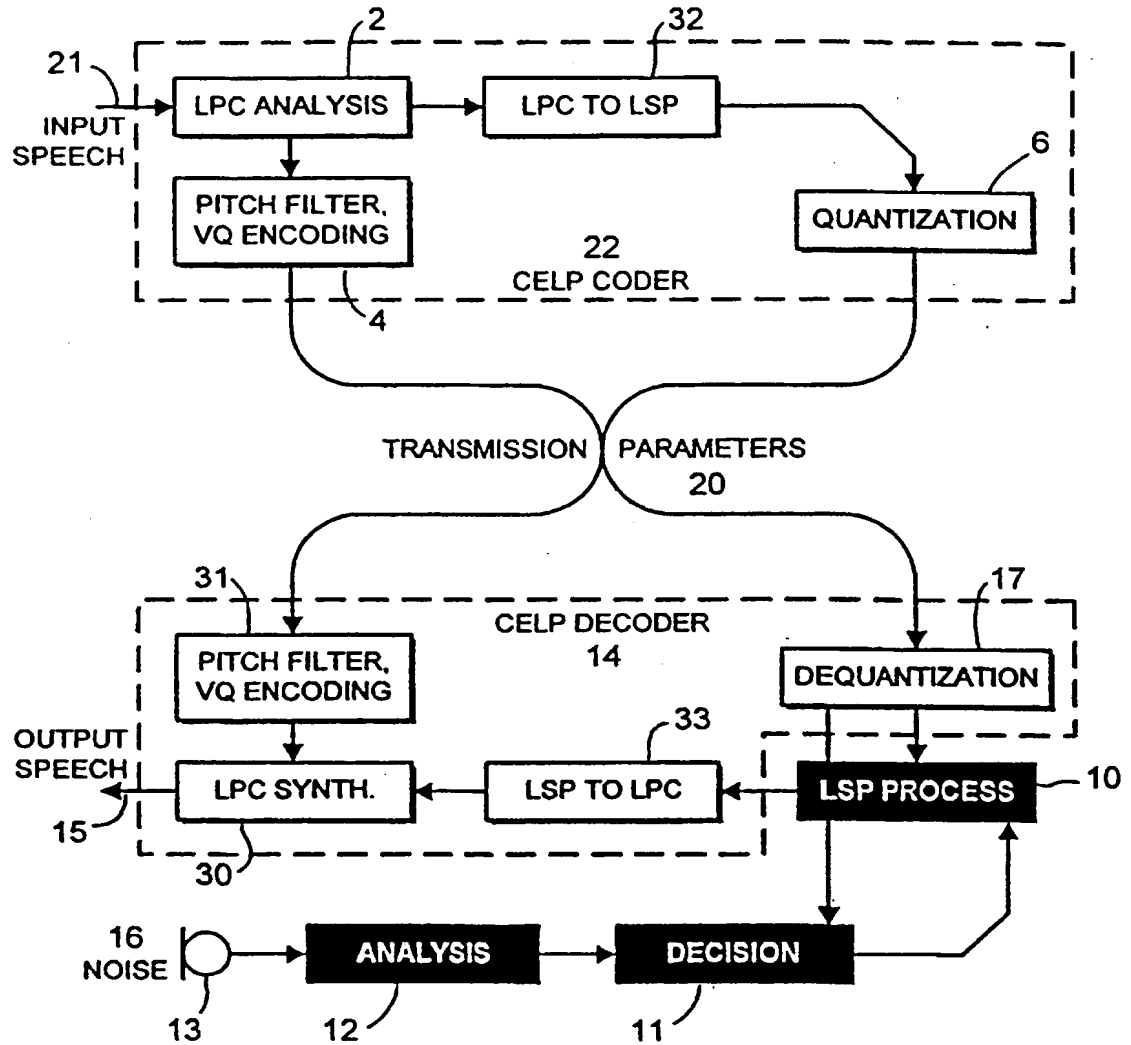 2
32
21
LPC ANALYSIS
LPC TO LSP
INPUT
SPEECH
6
PITCH FILTER,
VQ ENCODING
QUANTIZATION
22
CELP CODER
4
TRANSMISSION PARAMETERS
20
31
17
CELP DECODER
14
PITCH FILTER,
VQ ENCODING
DEQUANTIZATION
33
OUTPUT
SPEECH
LPC SYNTH.
LSP TO LPC
LSP PROCESS
10
15
30
16
NOISE
ANALYSIS
DECISION
13
12
11